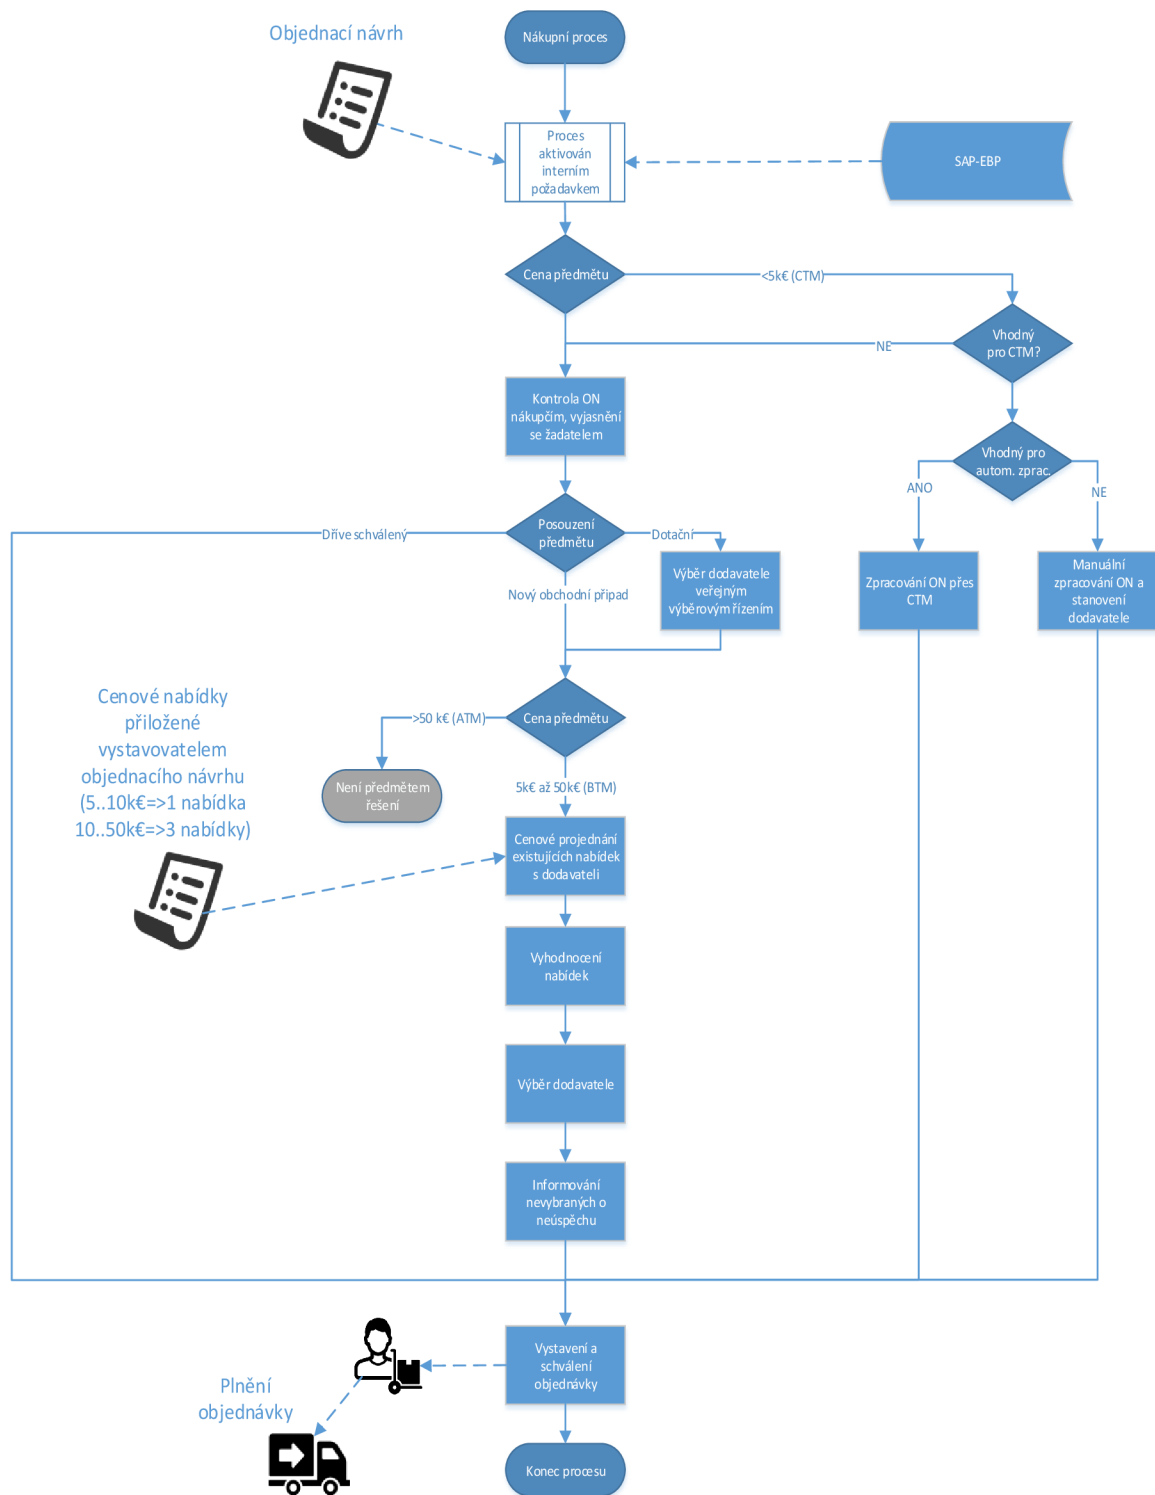 Objednací návrh
Nákupní proces
Proces
aktivován
interním
požadavkem
SAP-EBP
Cena předmětu
<5k€ (CTM)
Vhodný
pro CTM?
NE
Kontrola ON
nákupčím, vyjasnění
se žadatelem
Vhodný pro
autom. zprac.
ANO
NE
Posouzení
předmětu
Dříve schválený
Dotační
Výběr dodavatele
veřejným
výběrovým řízením
Zpracování ON přes
CTM
Manuální
zpracování ON a
stanovení
dodavatele
Nový obchodní připad
Cenové nabídky
přiložené
vystavovatelem
objednacího návrhu
(5..10k€=>1 nabídka
10..50k€=>3 nabídky)
>50 k€ (ATM)
Cena předmětu
Není předmětem
řešení
5k€ až 50k€ (BTM)
Cenové projednání
existujících nabídek
s dodavateli
Vyhodnocení
nabídek
Výběr dodavatele
Informování
nevybraných o
neúspěchu
Vystavení a
schválení
objednávky
Plnění
objednávky
Konec procesu